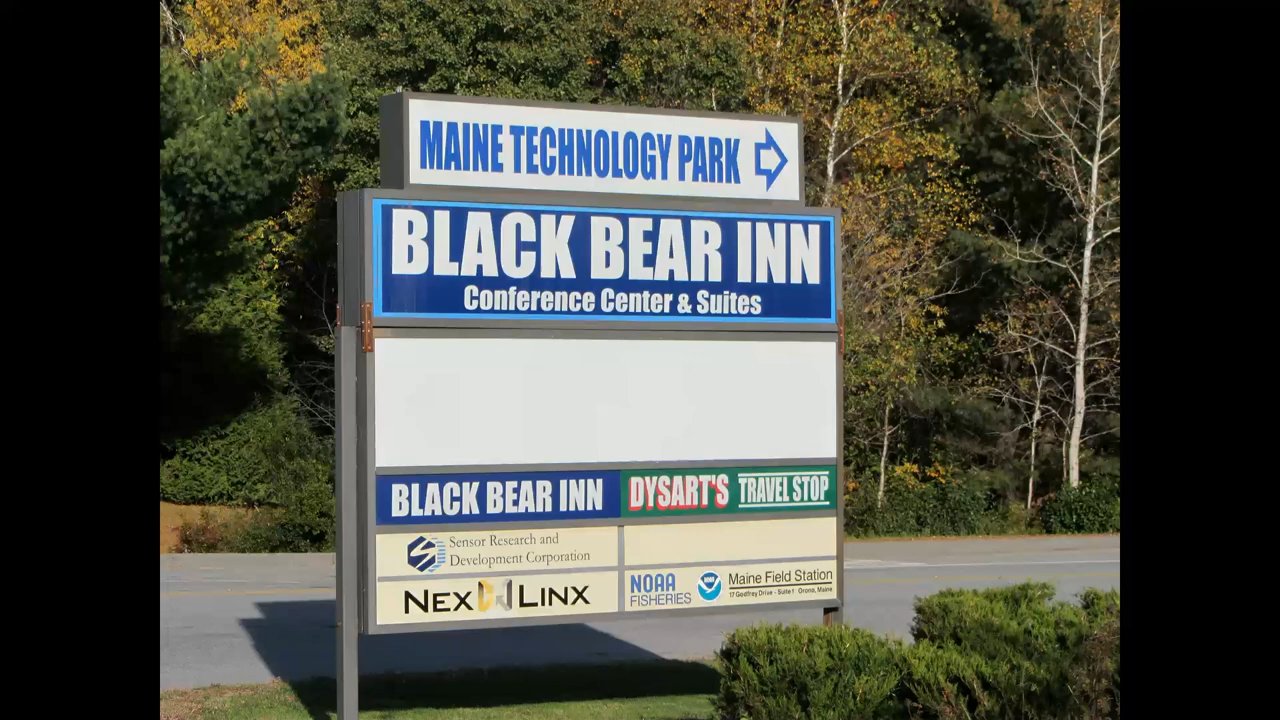 MAINE TECHNOLOGY PARK
BLACK BEAR INN
Conference Center & Suites
BLACK BEAR INN
DYSART'S TRAVEL STOP
Sensor Research and
Development Corporation
NEXLINX
NOAA
FISHERIES
Maine Field Station
17 Godfrey Drive - Suite 1 Orono, Maine